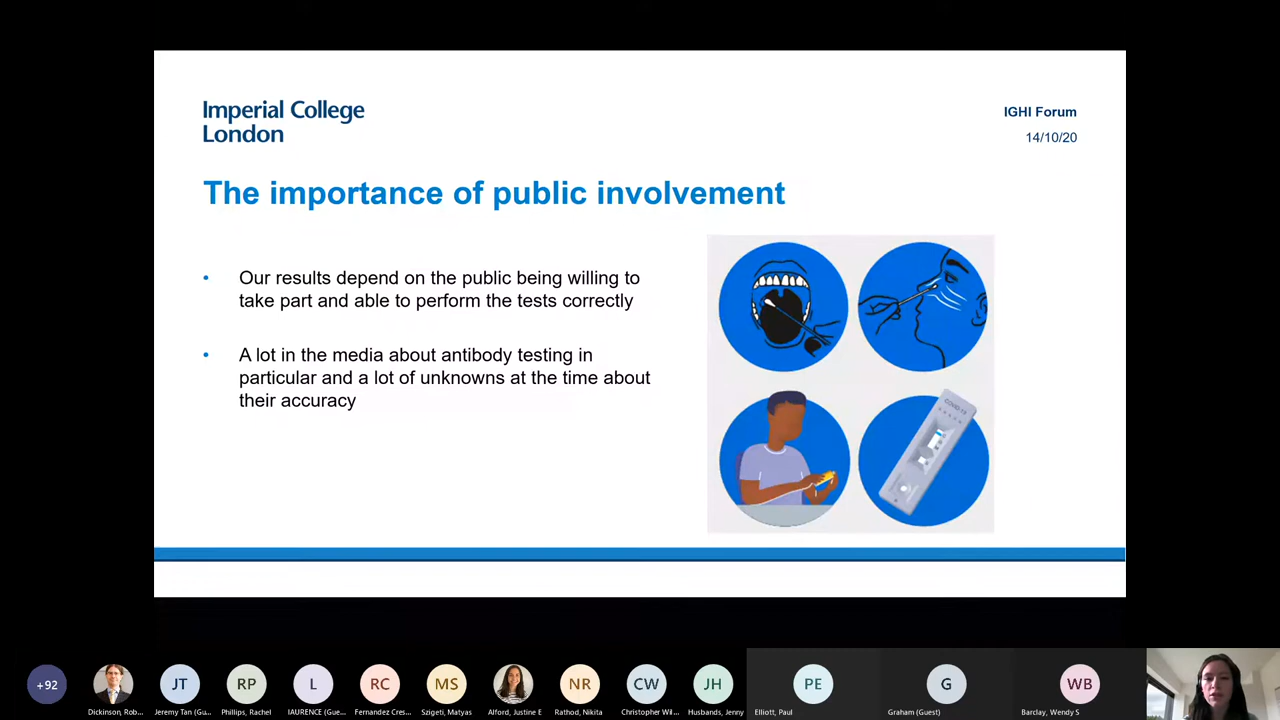 Imperial College
London
IGHI Forum
14/10/20
The importance of public involvement
• Our results depend on the public being willing to
take part and able to perform the tests correctly
• A lot in the media about antibody testing in
particular and a lot of unknowns at the time about
their accuracy
COVID 19
+92
JT
RP
L
RC
MS
NR
CW
JH
PE
G
WB
Dickinson, Rob...
Jeremy Tan (Gu...
Phillips, Rachel
IAURENCE (Gue...
Fernandez Cres...
Szigeti, Matyas
Alford, Justine E
Rathod, Nikita
Christopher Wil...
Husbands, Jenny
Elliott, Paul
Graham (Guest)
Barclay, Wendy S